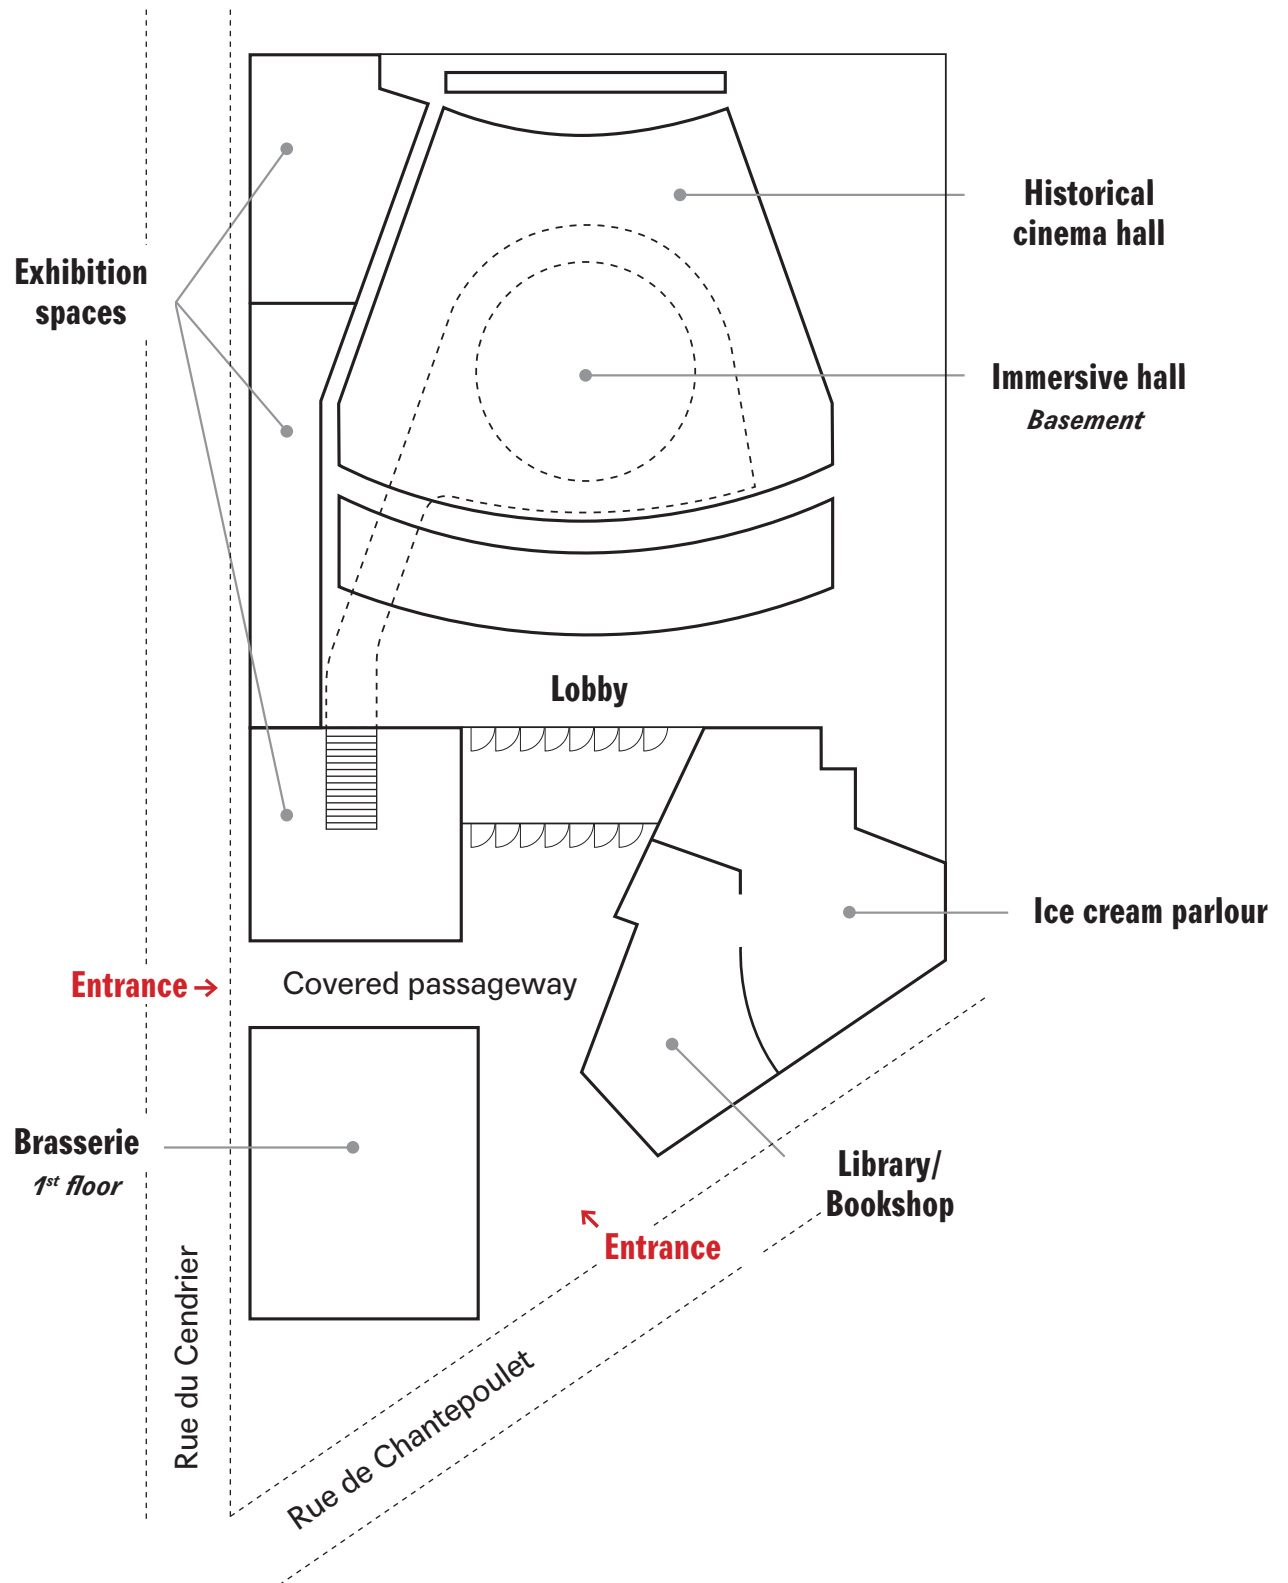 Historical
cinema hall
Exhibition
spaces
Immersive hall
Basement
Lobby
Ice cream parlour
Entrance →
Covered passageway
Brasserie
1st floor
Library/
Bookshop
Entrance
Rue du Cendrier
Rue de Chantepoulet